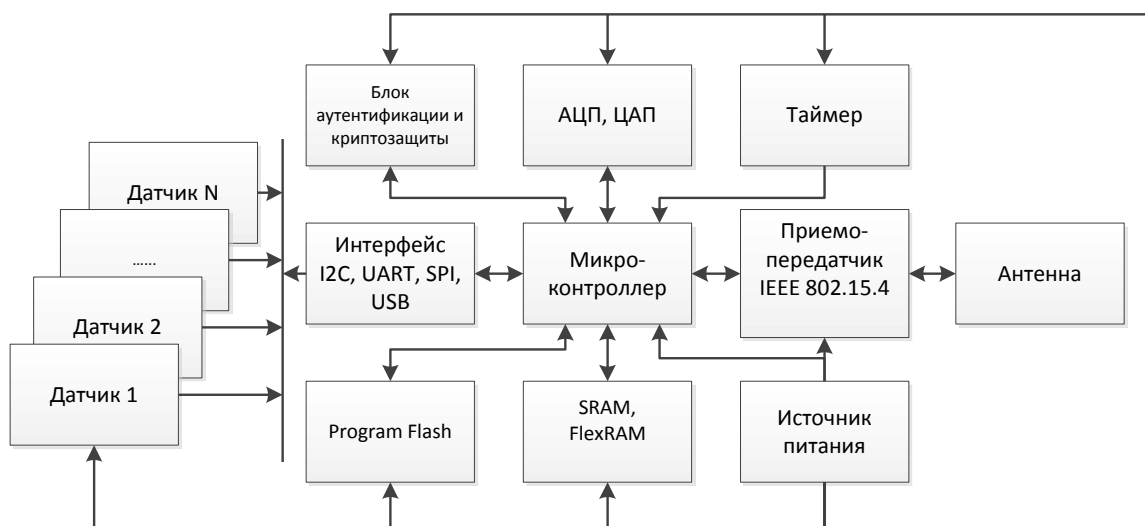 Блок
аутентификации и
криптозащиты
АЦП, ЦАП
Таймер
Датчик N
......
Датчик 2
Датчик 1
Интерфейс
I2C, UART, SPI,
USB
Микро-
контроллер
Приемо-
передатчик
IEEE 802.15.4
Антенна
Program Flash
SRAM,
FlexRAM
Источник
питания